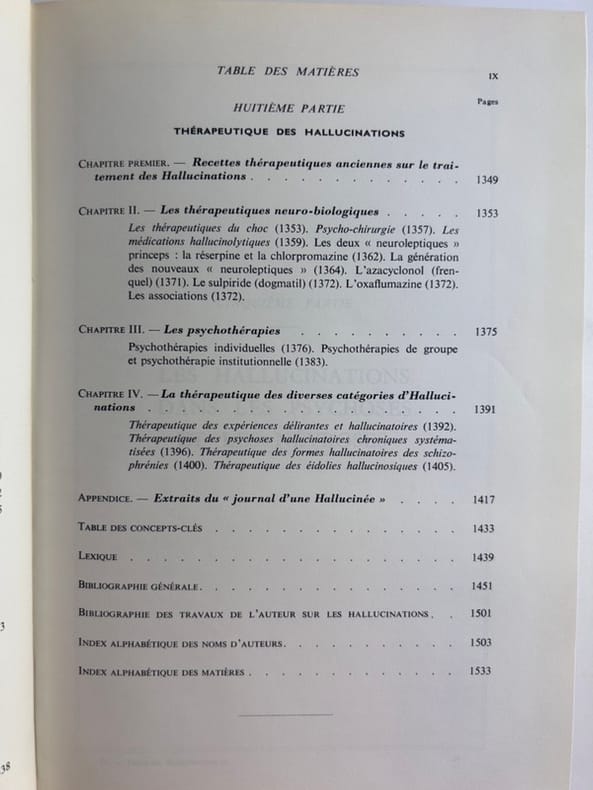 TABLE DES MATIÈRES
IX
HUITIÈME PARTIE
Pages
THÉRAPEUTIQUE DES HALLUCINATIONS
CHAPITRE PREMIER. — Recettes thérapeutiques anciennes sur le trai-
tement des Hallucinations . . . . . . . . . . . . . 1349
CHAPITRE II. — Les thérapeutiques neuro-biologiques . . . . . 1353
Les thérapeutiques du choc (1353). Psycho-chirurgie (1357). Les
médications hallucinolytiques (1359). Les deux « neuroleptiques »
princeps : la réserpine et la chlorpromazine (1362). La génération
des nouveaux « neuroleptiques » (1364). L'azacyclonol (fren-
quel) (1371). Le sulpiride (dogmatil) (1372). L'oxaflumazine (1372).
Les associations (1372).
CHAPITRE III. — Les psychothérapies . . . . . . . . . . 1375
Psychothérapies individuelles (1376). Psychothérapies de groupe
et psychothérapie institutionnelle (1383).
CHAPITRE IV. — La thérapeutique des diverses catégories d'Halluci-
nations . . . . . . . . . . . . . . . . . . . 1391
Thérapeutique des expériences délirantes et hallucinatoires (1392).
Thérapeutique des psychoses hallucinatoires chroniques systéma-
tisées (1396). Thérapeutique des formes hallucinatoires des schizo-
phrénies (1400). Thérapeutique des éidolies hallucinosiques (1405).
APPENDICE. — Extraits du « journal d'une Hallucinée » . . . . 1417
TABLE DES CONCEPTS-CLÉS . . . . . . . . . . . . . . . 1433
LEXIQUE . . . . . . . . . . . . . . . . . . . . 1439
BIBLIOGRAPHIE GÉNÉRALE. . . . . . . . . . . . . . . . 1451
BIBLIOGRAPHIE DES TRAVAUX DE L'AUTEUR SUR LES HALLUCINATIONS. . 1501
INDEX ALPHABÉTIQUE DES NOMS D'AUTEURS. . . . . . . . . . . 1503
INDEX ALPHABÉTIQUE DES MATIÈRES . . . . . . . . . . . . . 1533
3
38